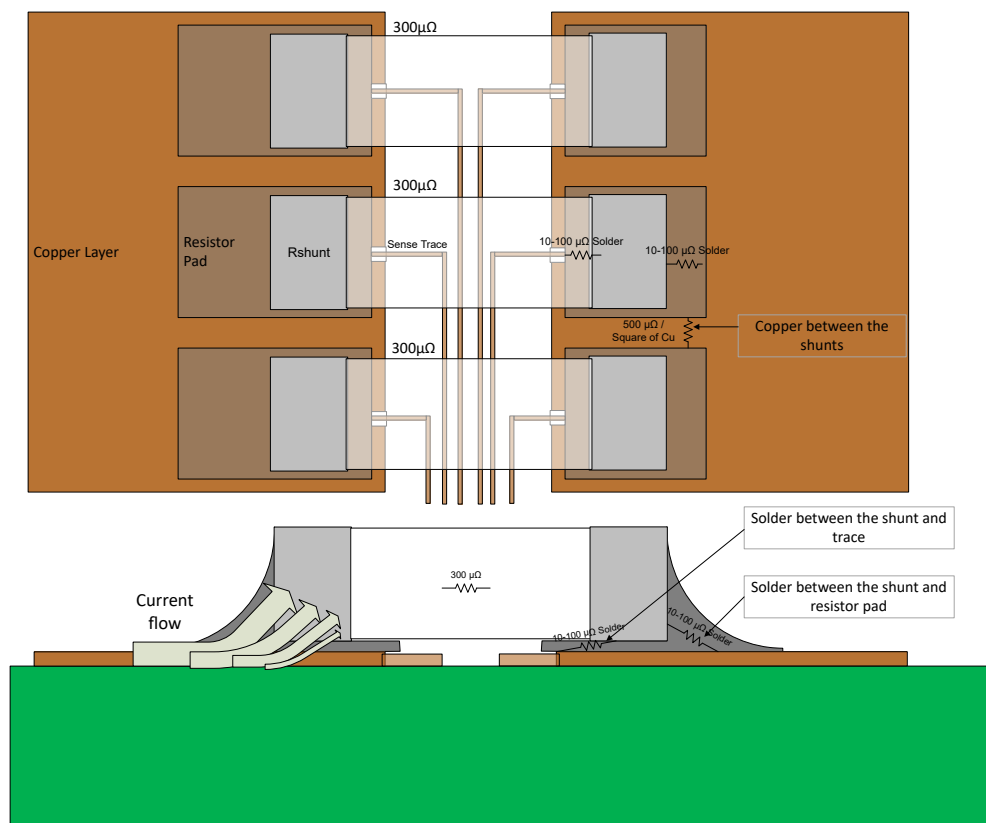 300µΩ
300µΩ
Copper Layer
Resistor
Pad
Rshunt
Sense Trace
10-100 µΩ Solder
10-100 µΩ Solder
500 µΩ /
Square of Cu
Copper between the
shunts
300µΩ
Solder between the shunt and
trace
300 µΩ
Current
flow
Solder between the shunt and
resistor pad
10-100 µΩ Solder
10-100 µΩ Solder